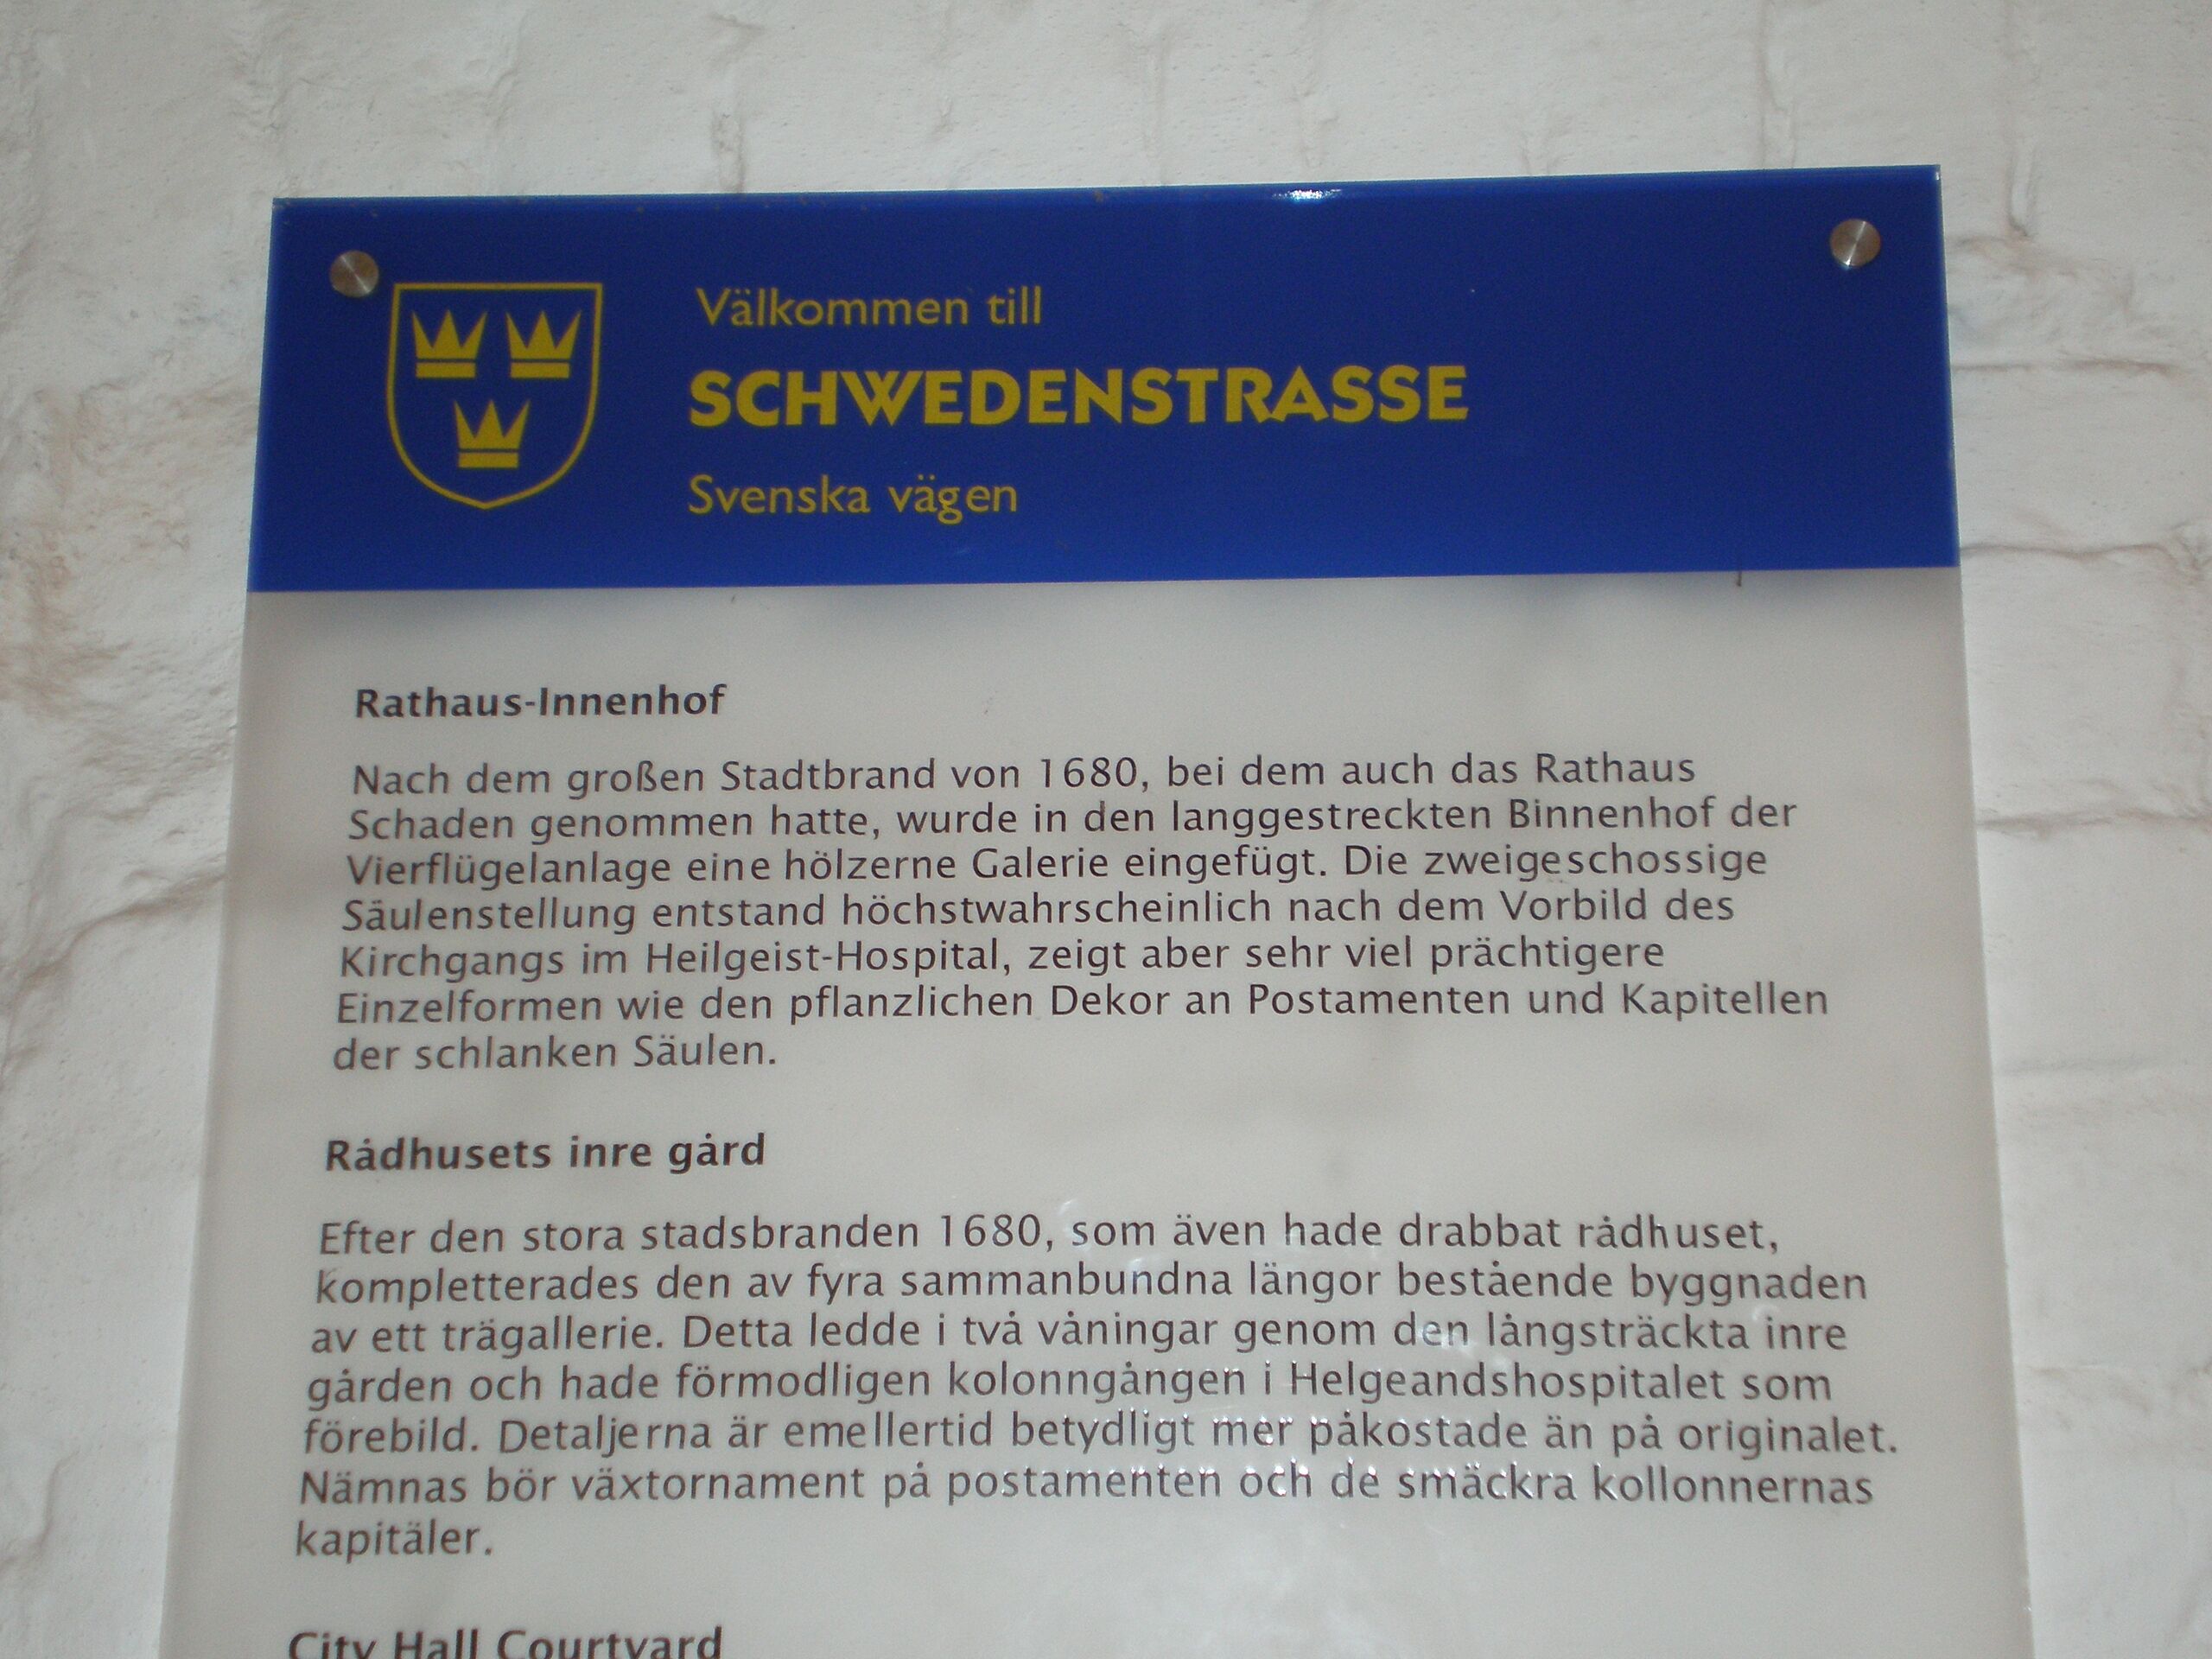 Välkommen till
SCHWEDENSTRASSE
Svenska vägen
Rathaus-Innenhof
Nach dem großen Stadtbrand von 1680, bei dem auch das Rathaus
Schaden genommen hatte, wurde in den langgestreckten Binnenhof der
Vierflügelanlage eine hölzerne Galerie eingefügt. Die zweigeschossige
Säulenstellung entstand höchstwahrscheinlich nach dem Vorbild des
Kirchgangs im Heilgeist-Hospital, zeigt aber sehr viel prächtigere
Einzelformen wie den pflanzlichen Dekor an Postamenten und Kapitellen
der schlanken Säulen.
Rådhusets inre gård
Efter den stora stadsbranden 1680, som även hade drabbat rådhuset,
kompletterades den av fyra sammanbundna längor bestående byggnaden
av ett trägallerie. Detta ledde i två våningar genom den långsträckta inre
gården och hade förmodligen kolonngången i Helgeandshospitalet som
förebild. Detaljerna är emellertid betydligt mer påkostade än på originalet.
Nämnas bör växtornament på postamenten och de smäckra kollonnernas
kapitäler.
City Hall Courtyard